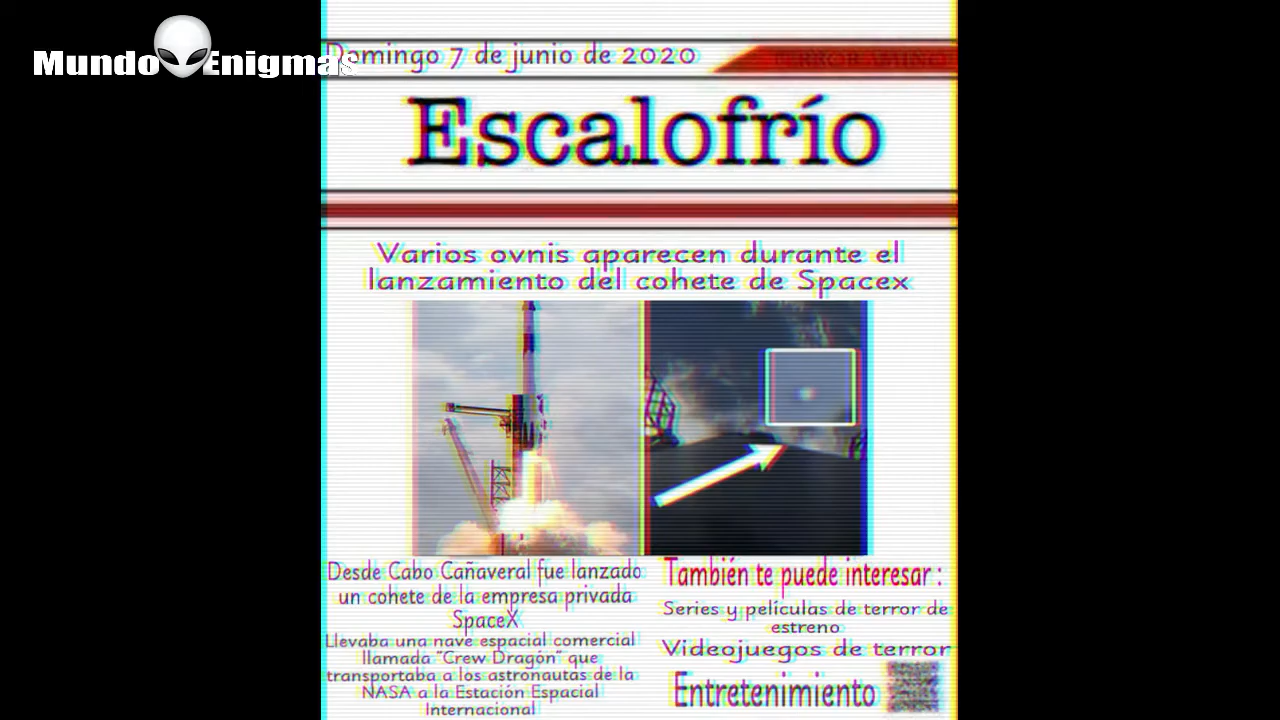 Mundo Enigmas
Domingo 7 de junio de 2020
TERROR AMINO
Escalofrío
Varios ovnis aparecen durante el
lanzamiento del cohete de Spacex
Desde Cabo Cañaveral fue lanzado
un cohete de la empresa privada
SpaceX
Llevaba una nave espacial comercial
llamada "Crew Dragón" que
transportaba a los astronautas de la
NASA a la Estación Espacial
Internacional
También te puede interesar :
Series y películas de terror de
estreno
Videojuegos de terror
Entretenimiento